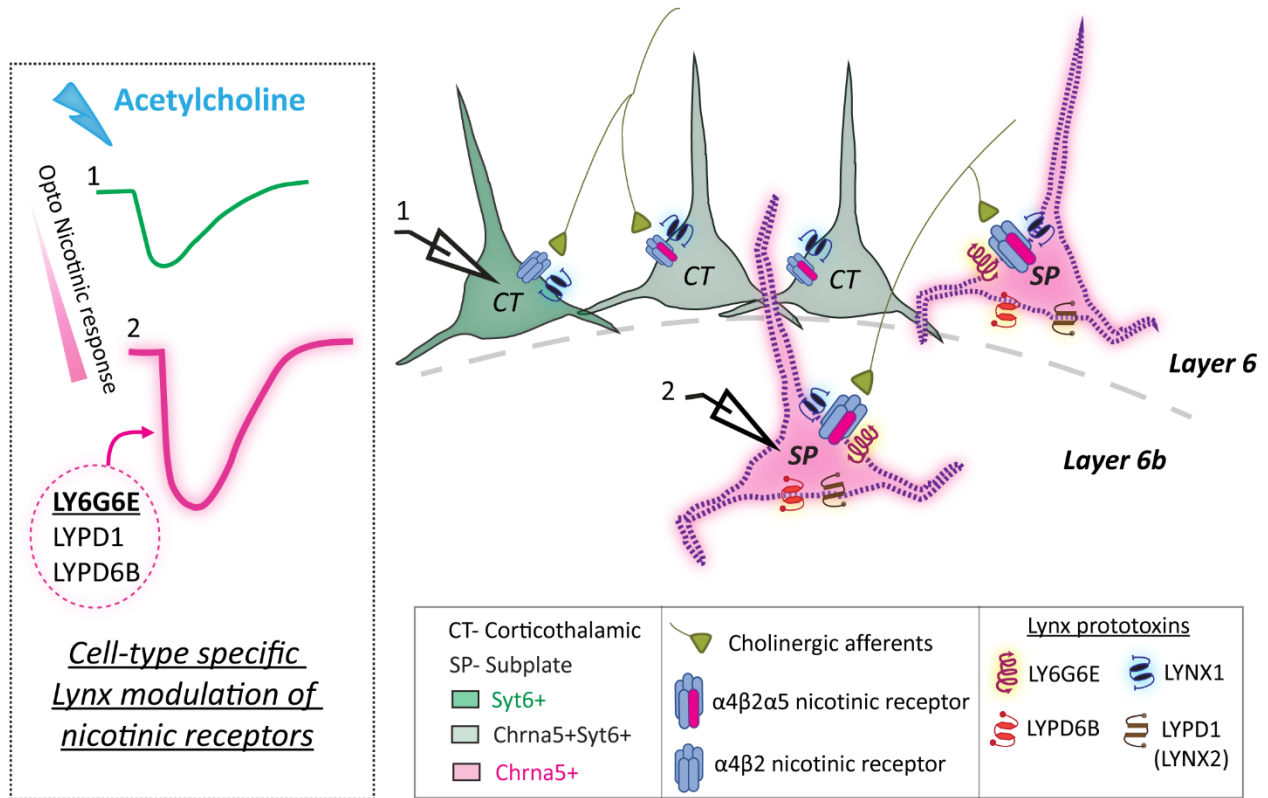 Acetylcholine
Opto Nicotinic response
1
2
LY6G6E
LYPD1
LYPD6B
Cell-type specific
Lynx modulation of
nicotinic receptors
1
CT
CT
CT
SP
Layer 6
2
SP
Layer 6b
CT- Corticothalamic
SP- Subplate
Syt6+
Chrna5+Syt6+
Chrna5+
Cholinergic afferents
α4β2α5 nicotinic receptor
α4β2 nicotinic receptor
Lynx prototoxins
LY6G6E
LYNX1
LYPD6B
LYPD1
(LYNX2)